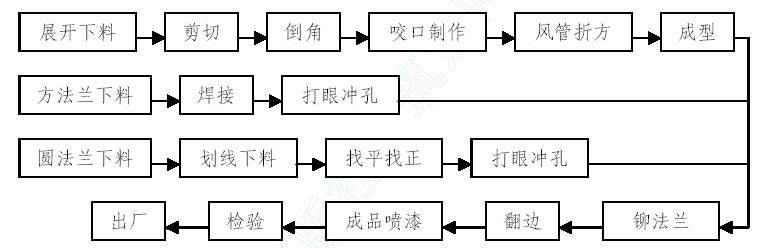 展开下料 剪切 倒角 咬口制作 风管折方 成型
方法兰下料 焊接 打眼冲孔
圆法兰下料 划线下料 找平找正 打眼冲孔
出厂 检验 成品喷漆 翻边 铆法兰